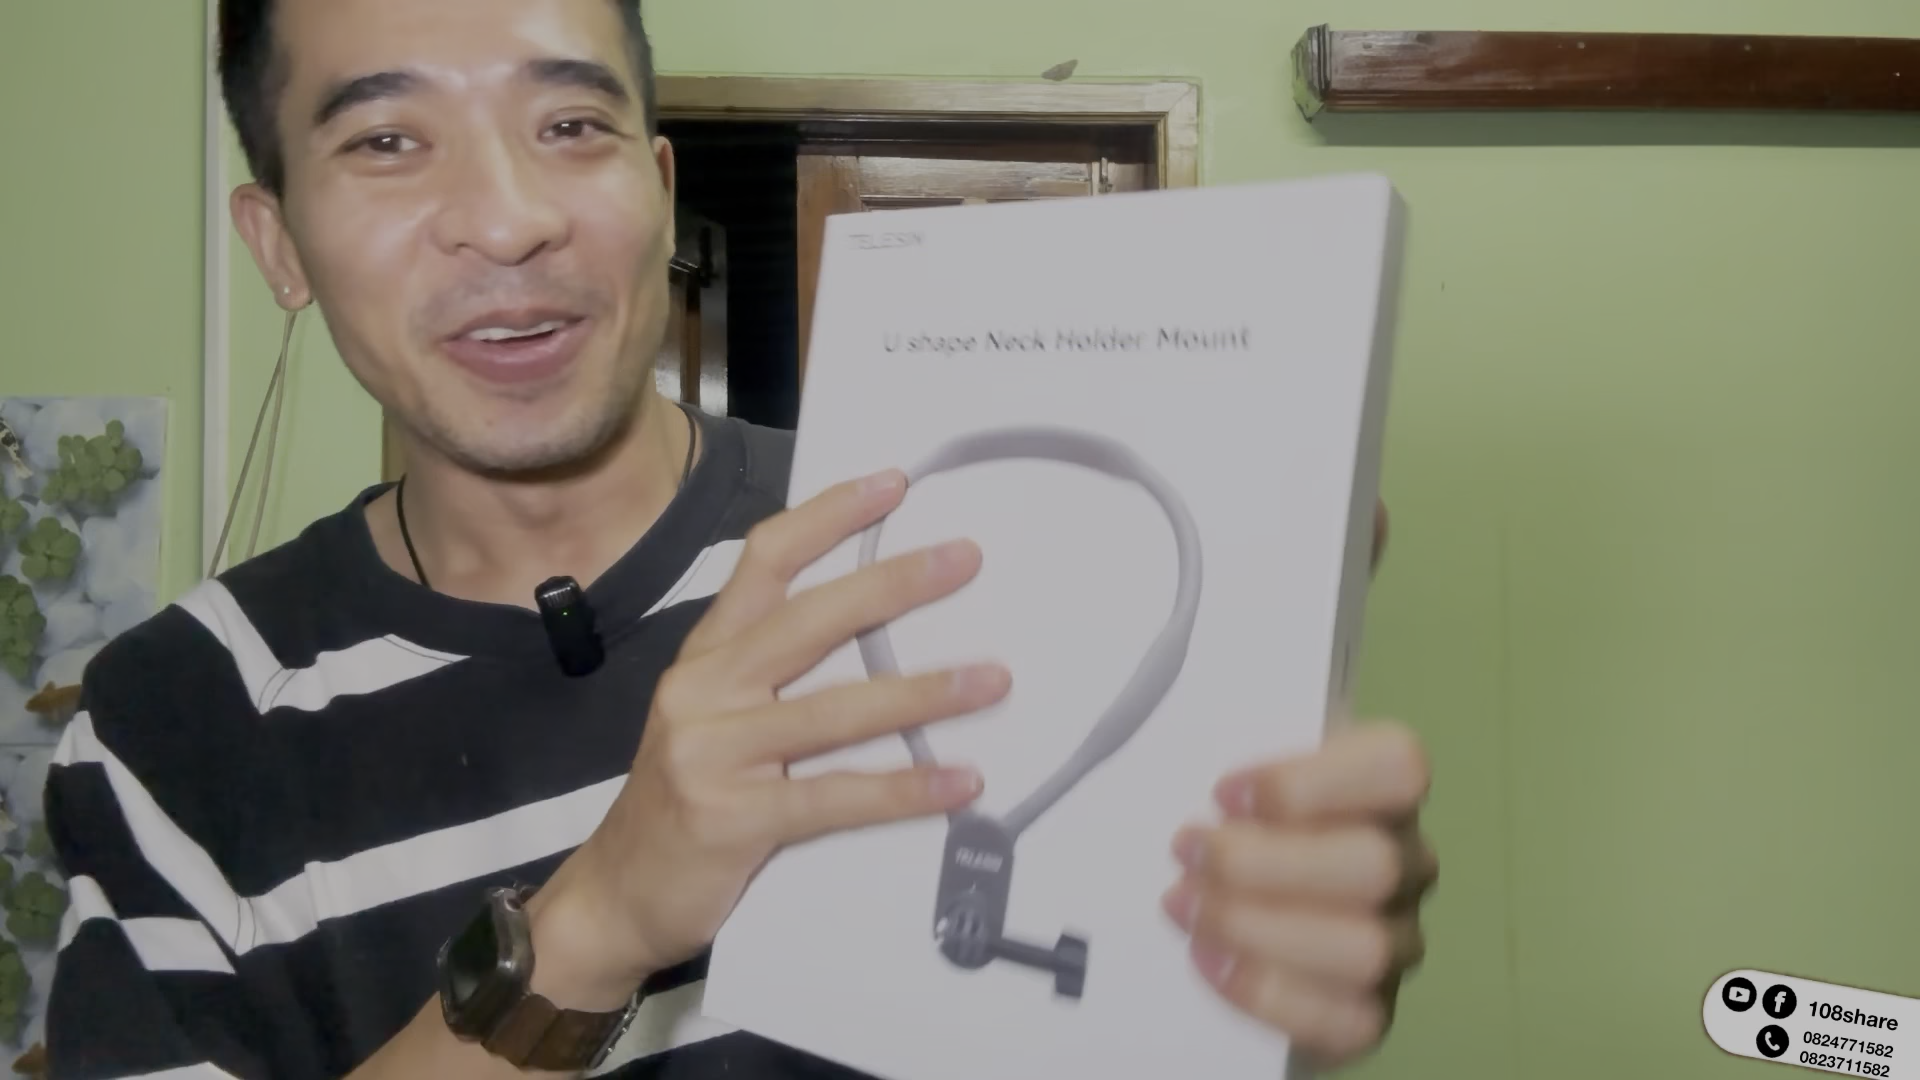 TELESIN
U shape Neck Holder Mount
TELESIN
108share
0824771582
0823711582